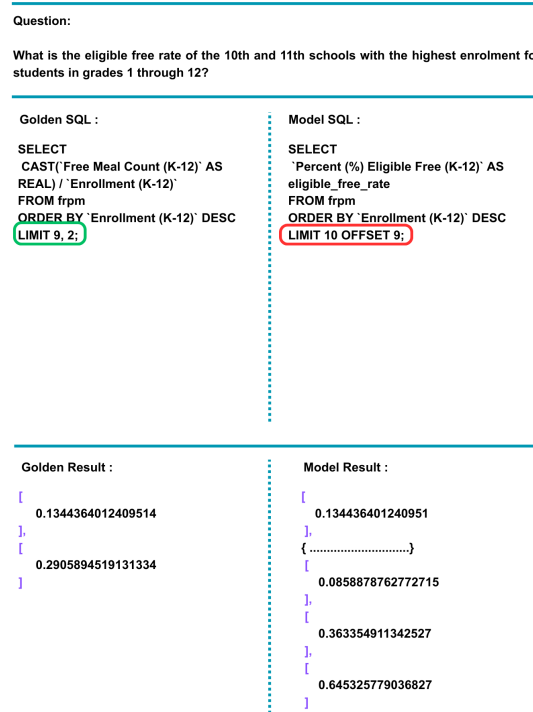 Question:
What is the eligible free rate of the 10th and 11th schools with the highest enrolment fo
students in grades 1 through 12?
Golden SQL :
SELECT
CAST(`Free Meal Count (K-12)` AS
REAL) / `Enrollment (K-12)`
FROM frpm
ORDER BY `Enrollment (K-12)` DESC
LIMIT 9, 2;
Model SQL :
SELECT
`Percent (%) Eligible Free (K-12)` AS
eligible_free_rate
FROM frpm
ORDER BY `Enrollment (K-12)` DESC
LIMIT 10 OFFSET 9;
Golden Result :
[
0.1344364012409514
],
[
0.2905894519131334
]
Model Result :
[
0.134436401240951
],
{ .............................}
[
0.0858878762772715
],
[
0.363354911342527
],
[
0.645325779036827
]